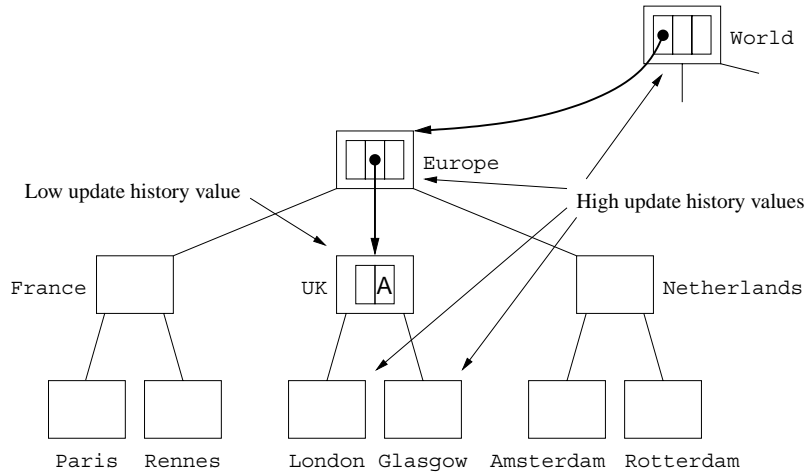 World
Europe
Low update history value
High update history values
France
UK
A
Netherlands
Paris
Rennes
London
Glasgow
Amsterdam
Rotterdam